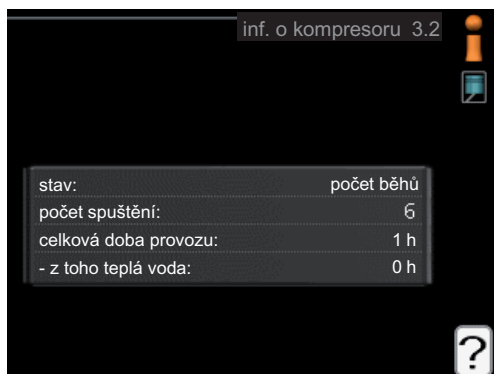 inf. o kompresoru 3.2
stav: počet běhů
počet spuštění: 6
celková doba provozu: 1 h
- z toho teplá voda: 0 h
?